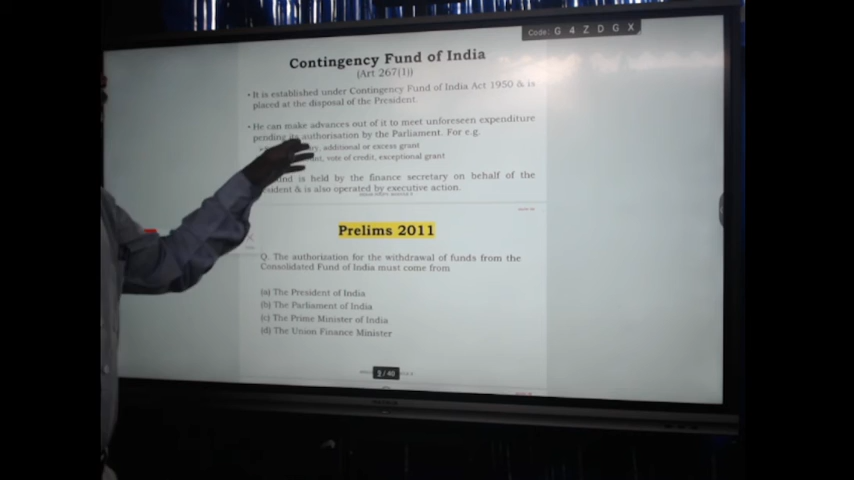 Code: G 4 Z D G X
Contingency Fund of India
(Art 267(1))
• It is established under Contingency Fund of India Act 1950 & is
placed at the disposal of the President.
• He can make advances out of it to meet unforeseen expenditure
pending its authorisation by the Parliament. For e.g.
additional or excess grant
vote of credit, exceptional grant
is held by the finance secretary on behalf of the
& is also operated by executive action.
Prelims 2011
Q. The authorization for the withdrawal of funds from the
Consolidated Fund of India must come from
(a) The President of India
(b) The Parliament of India
(c) The Prime Minister of India
(d) The Union Finance Minister
2 / 40